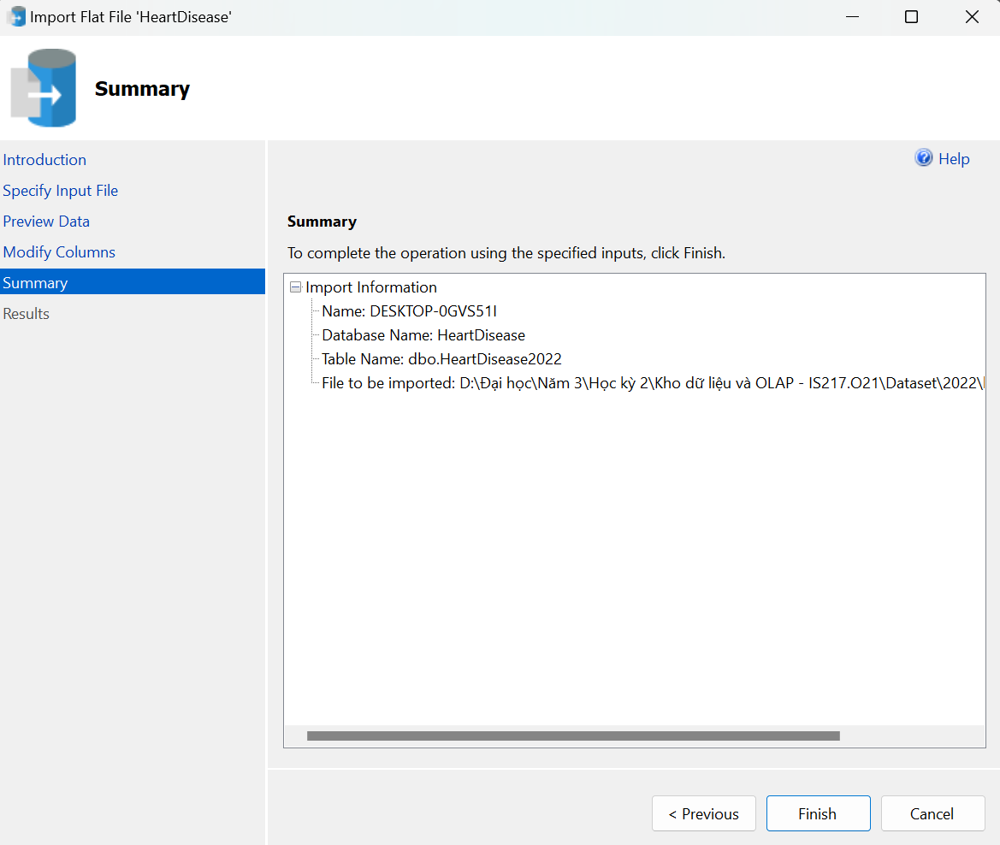 Import Flat File 'HeartDisease'
Summary
Introduction
Specify Input File
Preview Data
Modify Columns
Summary
Results
Help
Summary
To complete the operation using the specified inputs, click Finish.
Import Information
Name: DESKTOP-0GVS51I
Database Name: HeartDisease
Table Name: dbo.HeartDisease2022
File to be imported: D:\Đại học\Năm 3\Học kỳ 2\Kho dữ liệu và OLAP - IS217.O21\Dataset\2022\
< Previous
Finish
Cancel